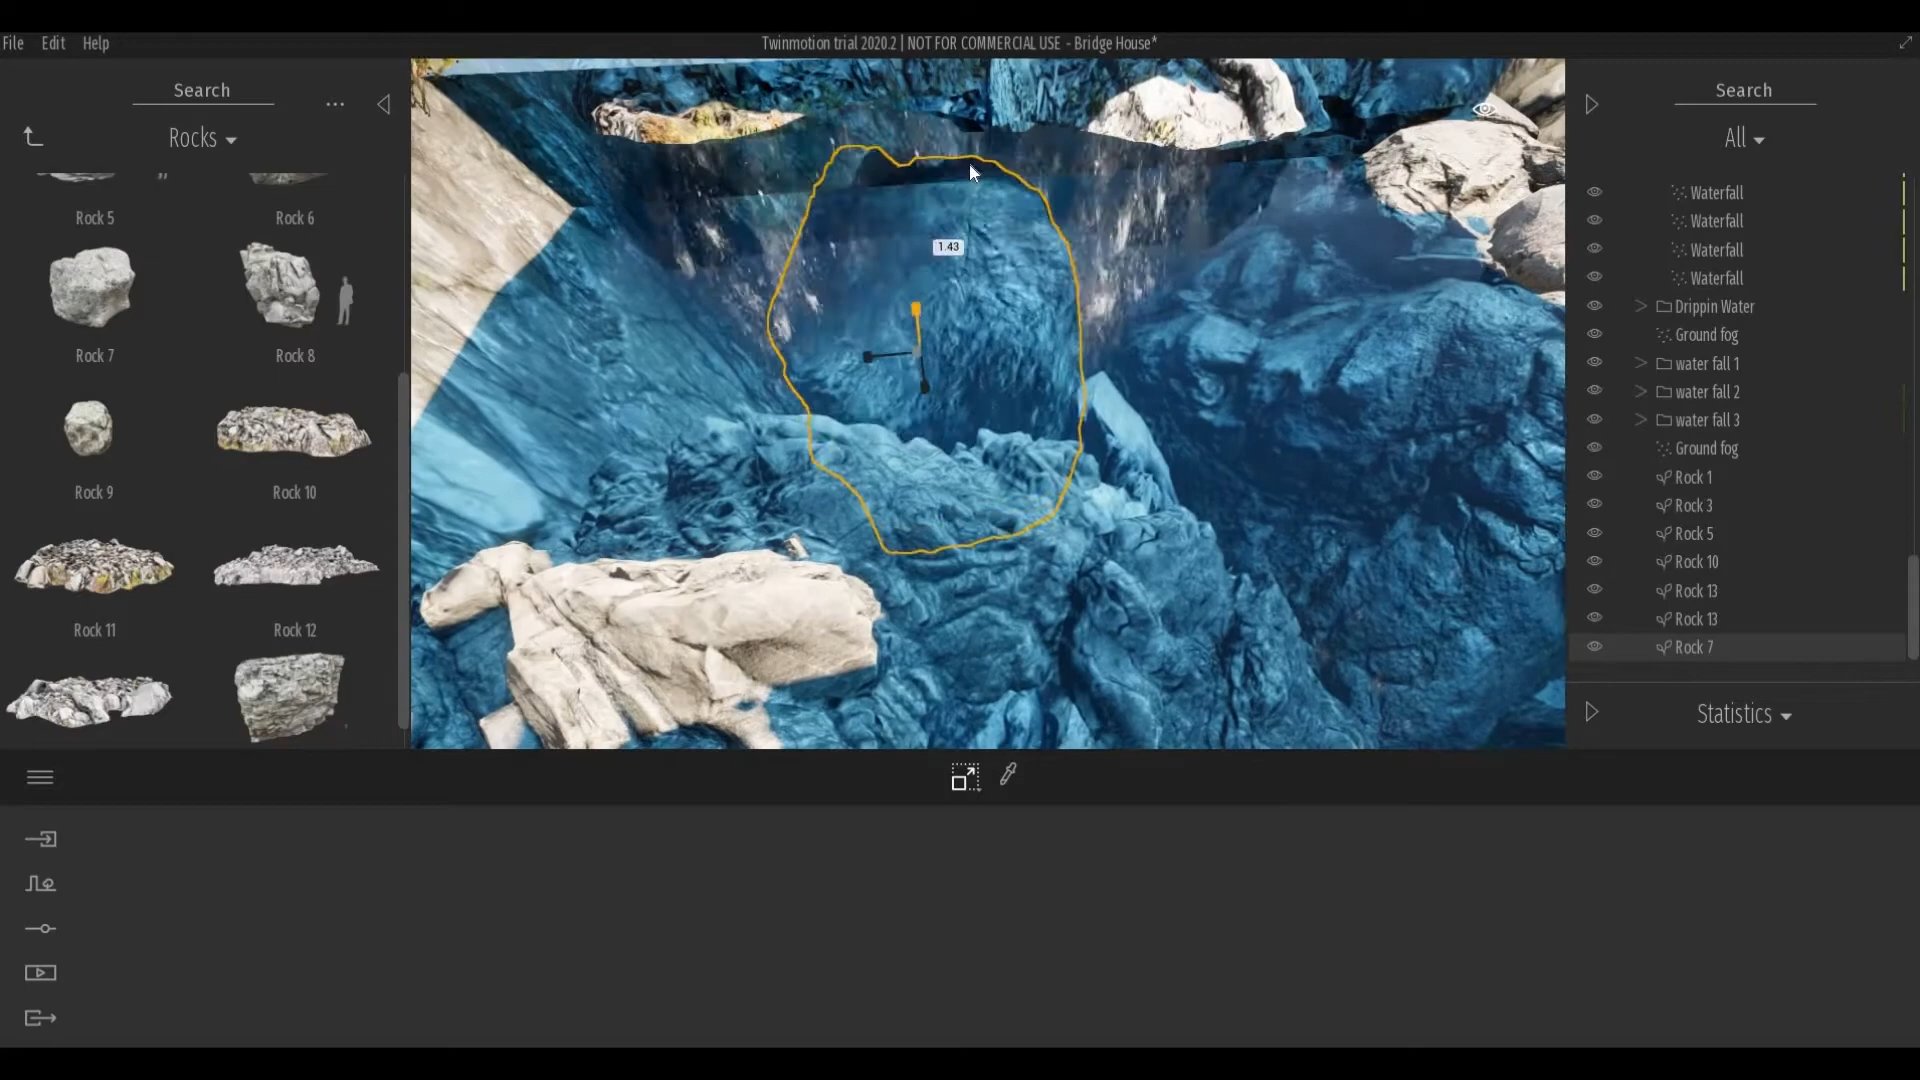 File Edit Help
Twinmotion trial 2020.2 | NOT FOR COMMERCIAL USE - Bridge House*
Search
...
Rocks
Rock 5
Rock 6
Rock 7
Rock 8
Rock 9
Rock 10
Rock 11
Rock 12
1.43
Search
All
Waterfall
Waterfall
Waterfall
Waterfall
Drippin Water
Ground fog
water fall 1
water fall 2
water fall 3
Ground fog
Rock 1
Rock 3
Rock 5
Rock 10
Rock 13
Rock 13
Rock 7
Statistics